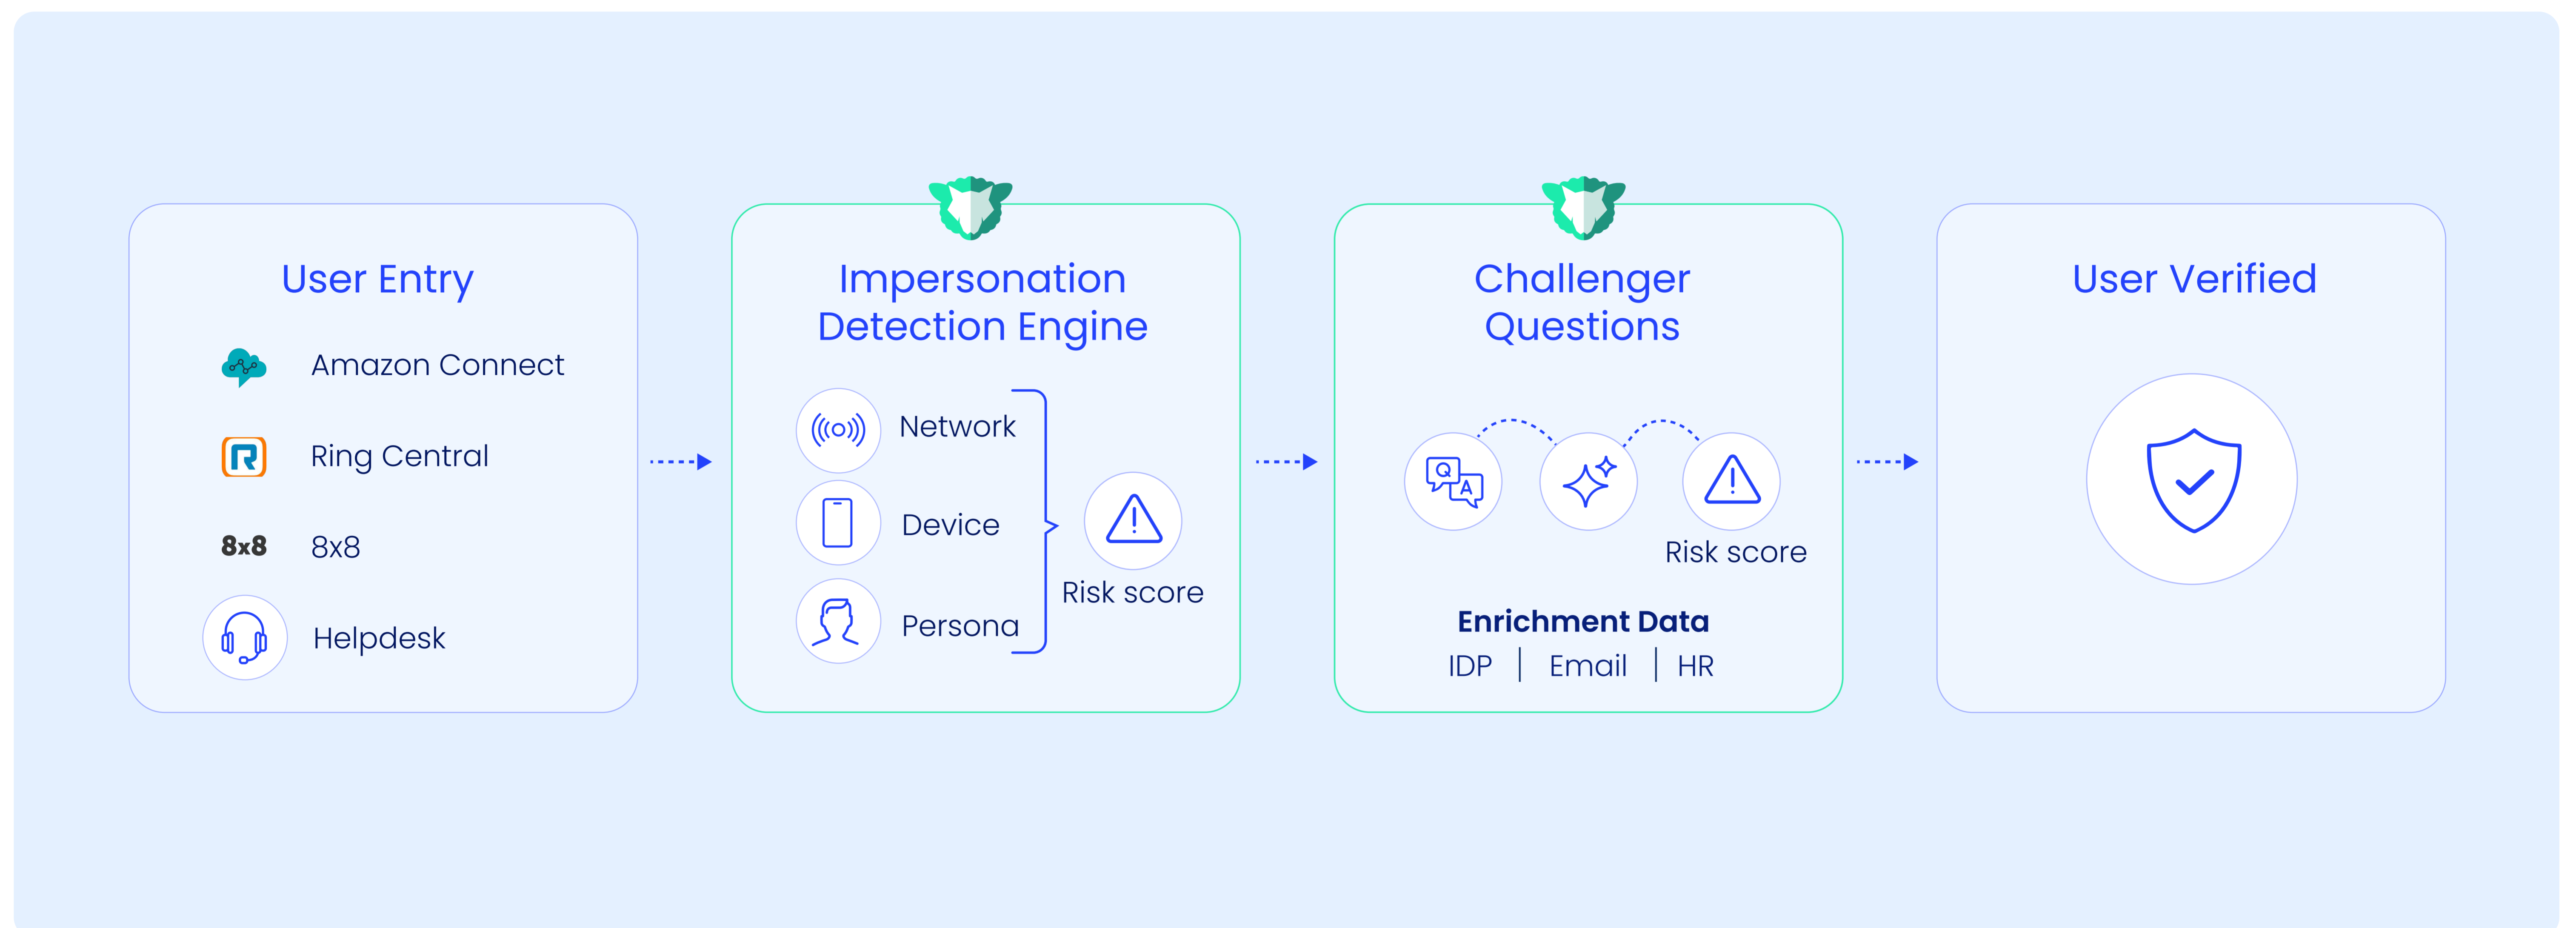 User Entry
Amazon Connect
Ring Central
8x8 8x8
Helpdesk
Impersonation
Detection Engine
Network
Device
Persona
Risk score
Challenger
Questions
Q
A
Risk score
Enrichment Data
IDP | Email | HR
User Verified